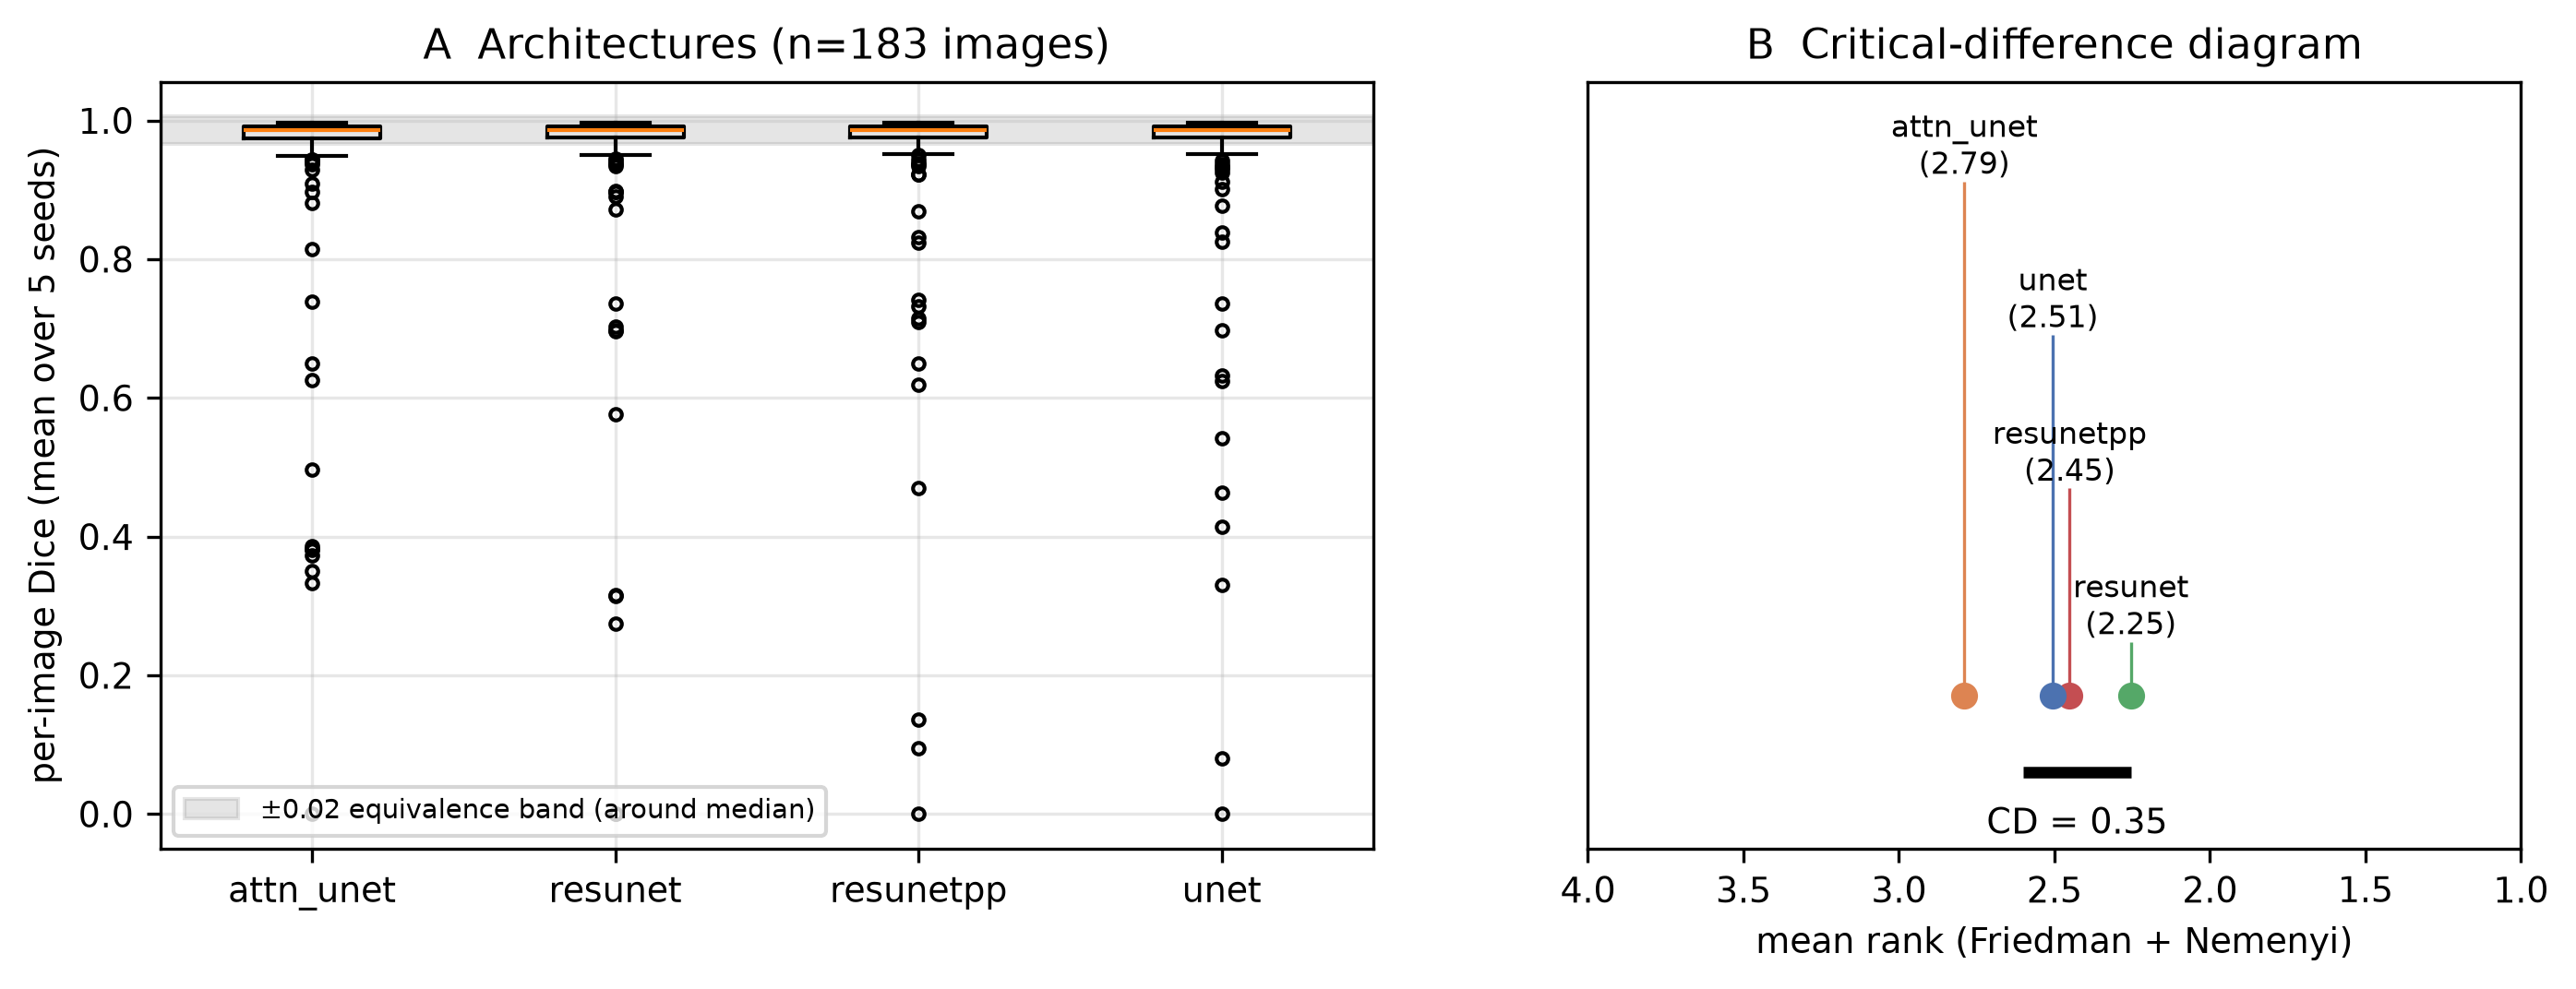 A  Architectures (n=183 images)
per-image Dice (mean over 5 seeds)
1.0
0.8
0.6
0.4
0.2
0.0
±0.02 equivalence band (around median)
attn_unet
resunet
resunetpp
unet
B  Critical-difference diagram
attn_unet
(2.79)
unet
(2.51)
resunetpp
(2.45)
resunet
(2.25)
CD = 0.35
4.0
3.5
3.0
2.5
2.0
1.5
1.0
mean rank (Friedman + Nemenyi)